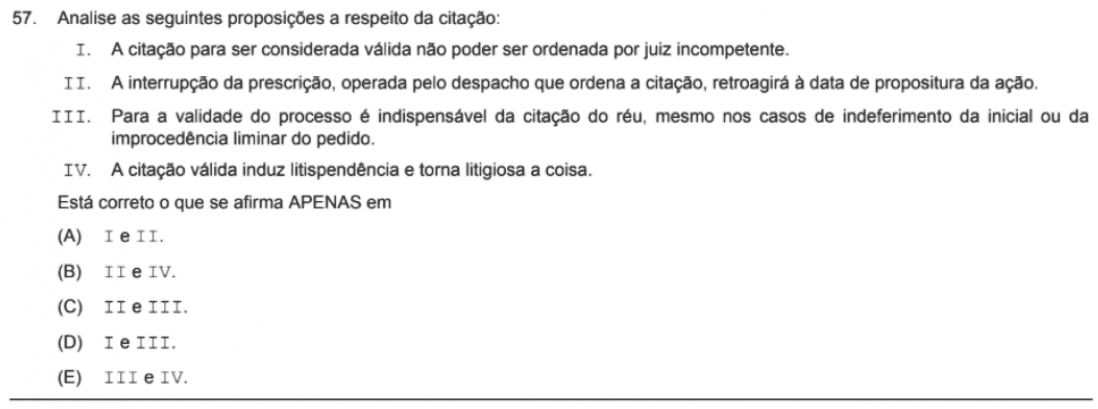 57. Analise as seguintes proposições a respeito da citação:
I. A citação para ser considerada válida não poder ser ordenada por juiz incompetente.
II. A interrupção da prescrição, operada pelo despacho que ordena a citação, retroagirá à data de propositura da ação.
III. Para a validade do processo é indispensável da citação do réu, mesmo nos casos de indeferimento da inicial ou da
improcedência liminar do pedido.
IV. A citação válida induz litispendência e torna litigiosa a coisa.
Está correto o que se afirma APENAS em
(A) I e II.
(B) II e IV.
(C) II e III.
(D) I e III.
(E) III e IV.